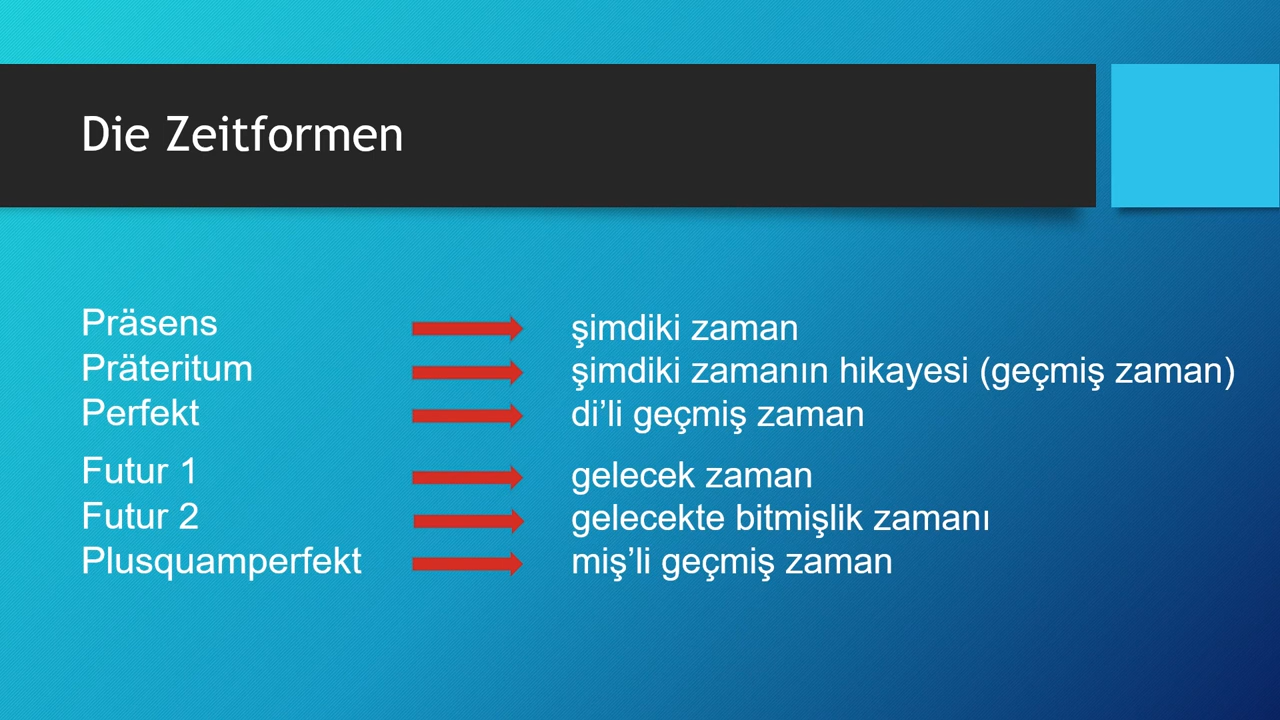 Die Zeitformen
Präsens şimdiki zaman
Präteritum şimdiki zamanın hikayesi (geçmiş zaman)
Perfekt di’li geçmiş zaman
Futur 1 gelecek zaman
Futur 2 gelecekte bitmişlik zamanı
Plusquamperfekt miş’li geçmiş zaman